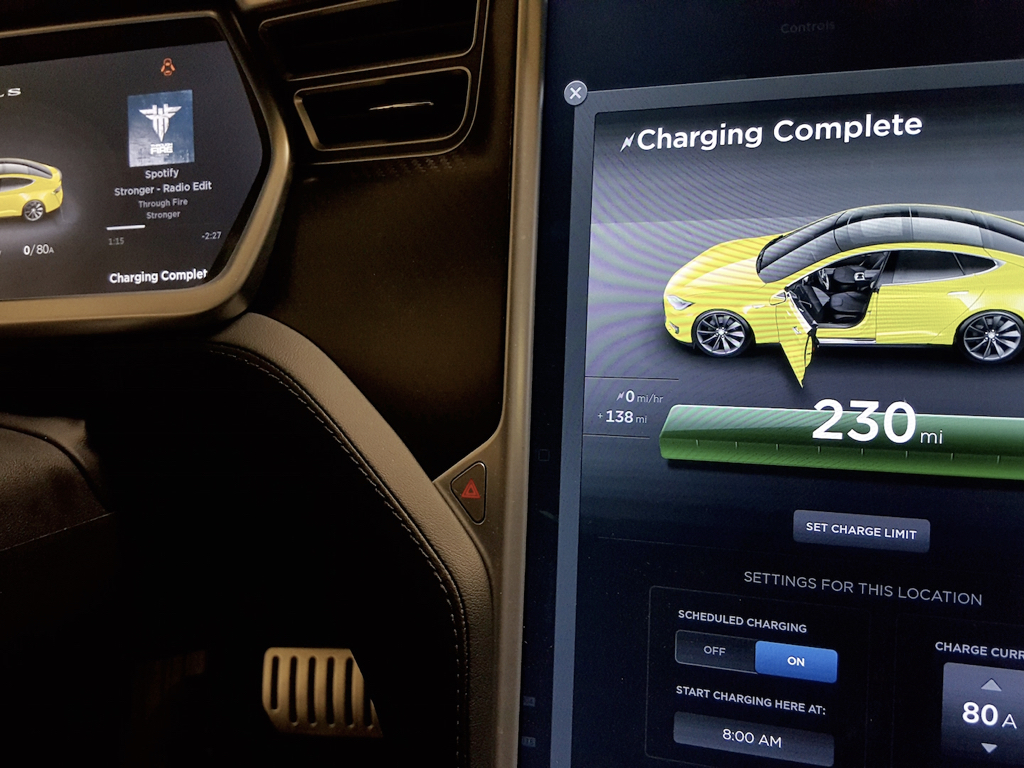 LS
Spotify
Stronger - Radio Edit
Through Fire
Stronger
1:15
-2:27
0/80A
Charging Complet
Controls
Charging Complete
0 mi/hr
+ 138 mi
230 mi
SET CHARGE LIMIT
SETTINGS FOR THIS LOCATION
SCHEDULED CHARGING
OFF
ON
START CHARGING HERE AT:
8:00 AM
CHARGE CURR
80 A